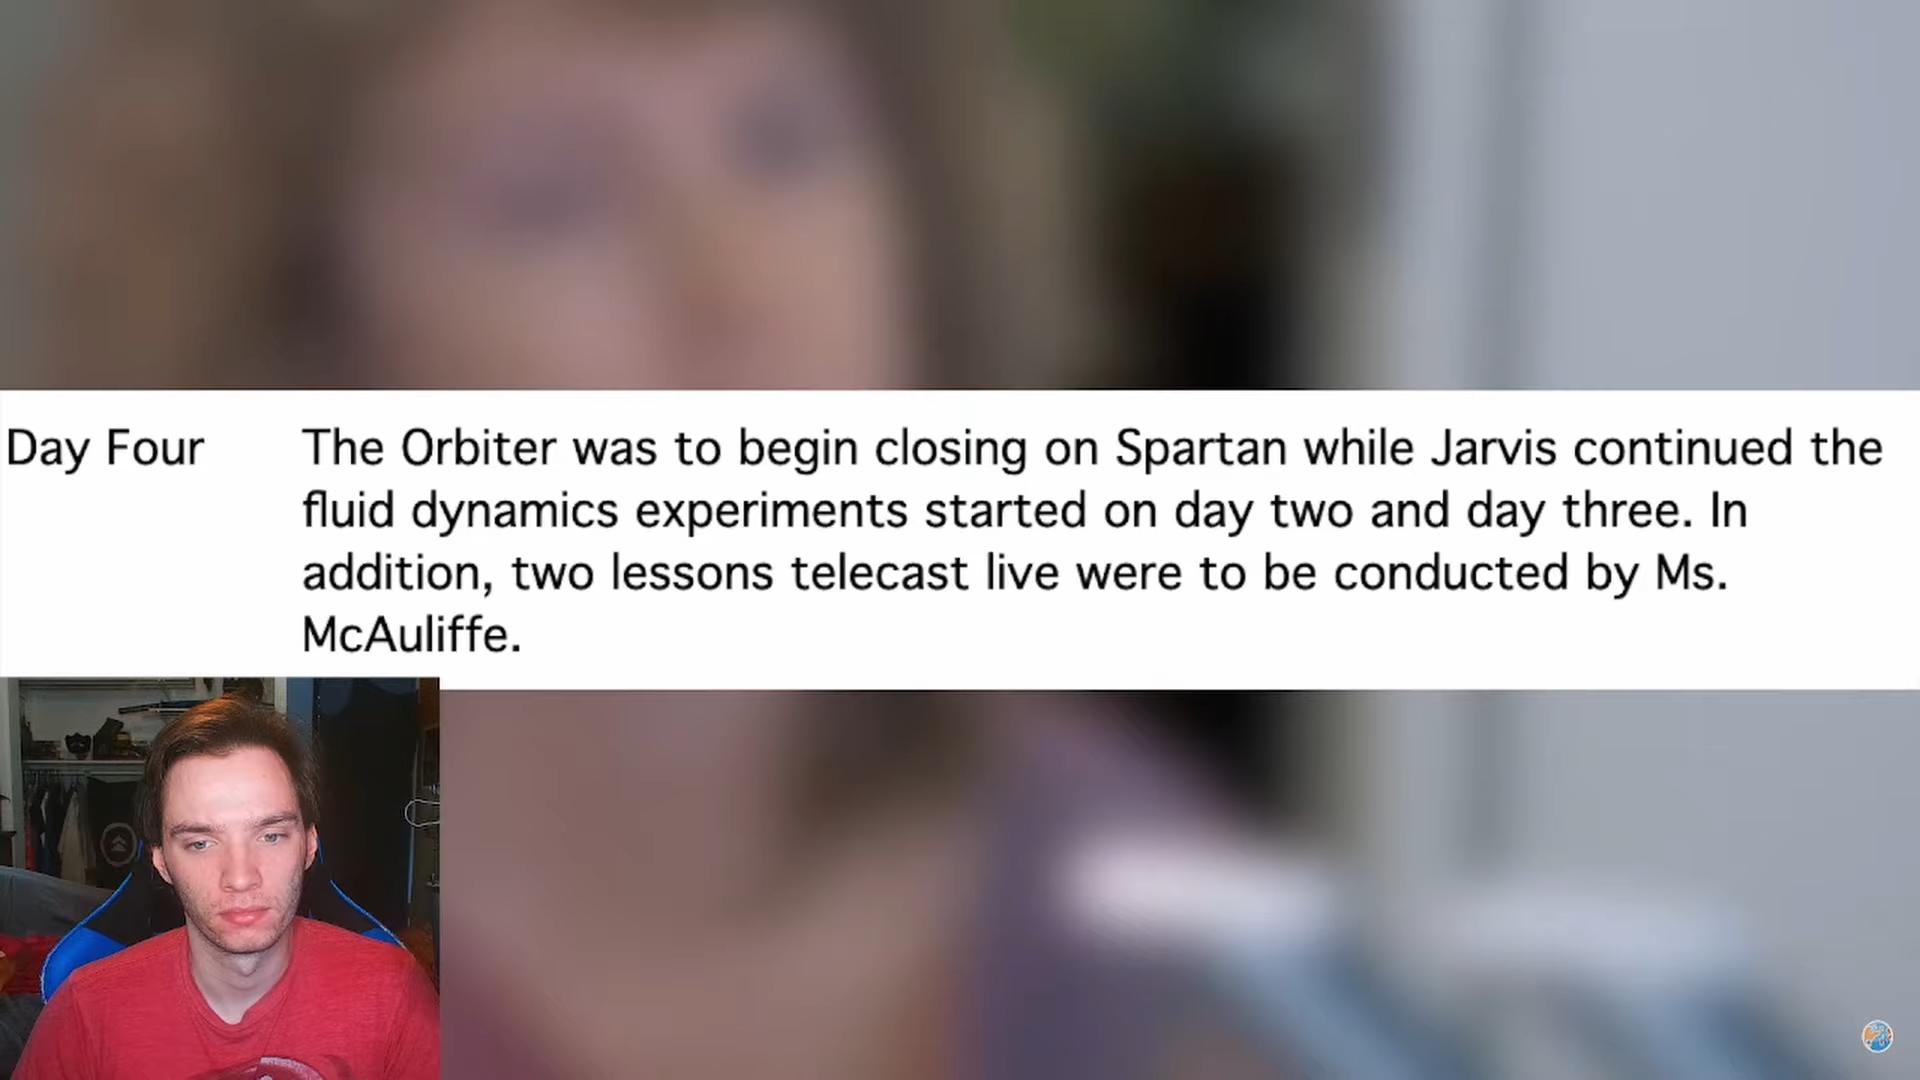 Day Four
The Orbiter was to begin closing on Spartan while Jarvis continued the
fluid dynamics experiments started on day two and day three. In
addition, two lessons telecast live were to be conducted by Ms.
McAuliffe.